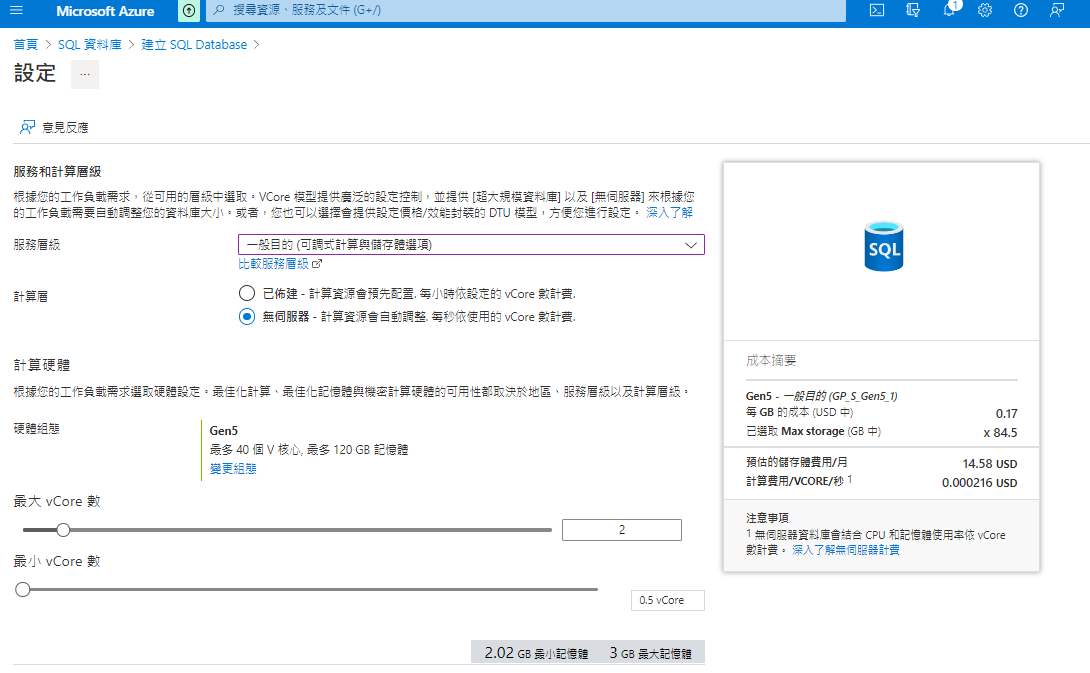 Microsoft Azure
搜尋資源、服務及文件 (G+/)
1
首頁 > SQL 資料庫 > 建立 SQL Database >
設定
...
意見反應
服務和計算層級
根據您的工作負載需求，從可用的層級中選取。VCore 模型提供廣泛的設定控制，並提供 [超大規模資料庫] 以及 [無伺服器] 來根據您
的工作負載需要自動調整您的資料庫大小。或者，您也可以選擇會提供設定價格/效能封裝的 DTU 模型，方便您進行設定。 深入了解
服務層級
一般目的 (可調式計算與儲存體選項)
比較服務層級
計算層
已佈建 - 計算資源會預先配置. 每小時依設定的 vCore 數計費.
無伺服器 - 計算資源會自動調整. 每秒依使用的 vCore 數計費.
計算硬體
根據您的工作負載需求選取硬體設定。最佳化計算、最佳化記憶體與機密計算硬體的可用性都取決於地區、服務層級以及計算層級。
硬體組態
Gen5
最多 40 個 V 核心, 最多 120 GB 記憶體
變更組態
最大 vCore 數
2
最小 vCore 數
0.5 vCore
2.02 GB 最小記憶體 3 GB 最大記憶體
SQL
成本摘要
Gen5 - 一般目的 (GP_S_Gen5_1)
每 GB 的成本 (USD 中) 0.17
已選取 Max storage (GB 中) x 84.5
預估的儲存體費用/月 14.58 USD
計算費用/VCORE/秒 1 0.000216 USD
注意事項
1 無伺服器資料庫會結合 CPU 和記憶體使用率依 vCore
數計費。 深入了解無伺服器計費